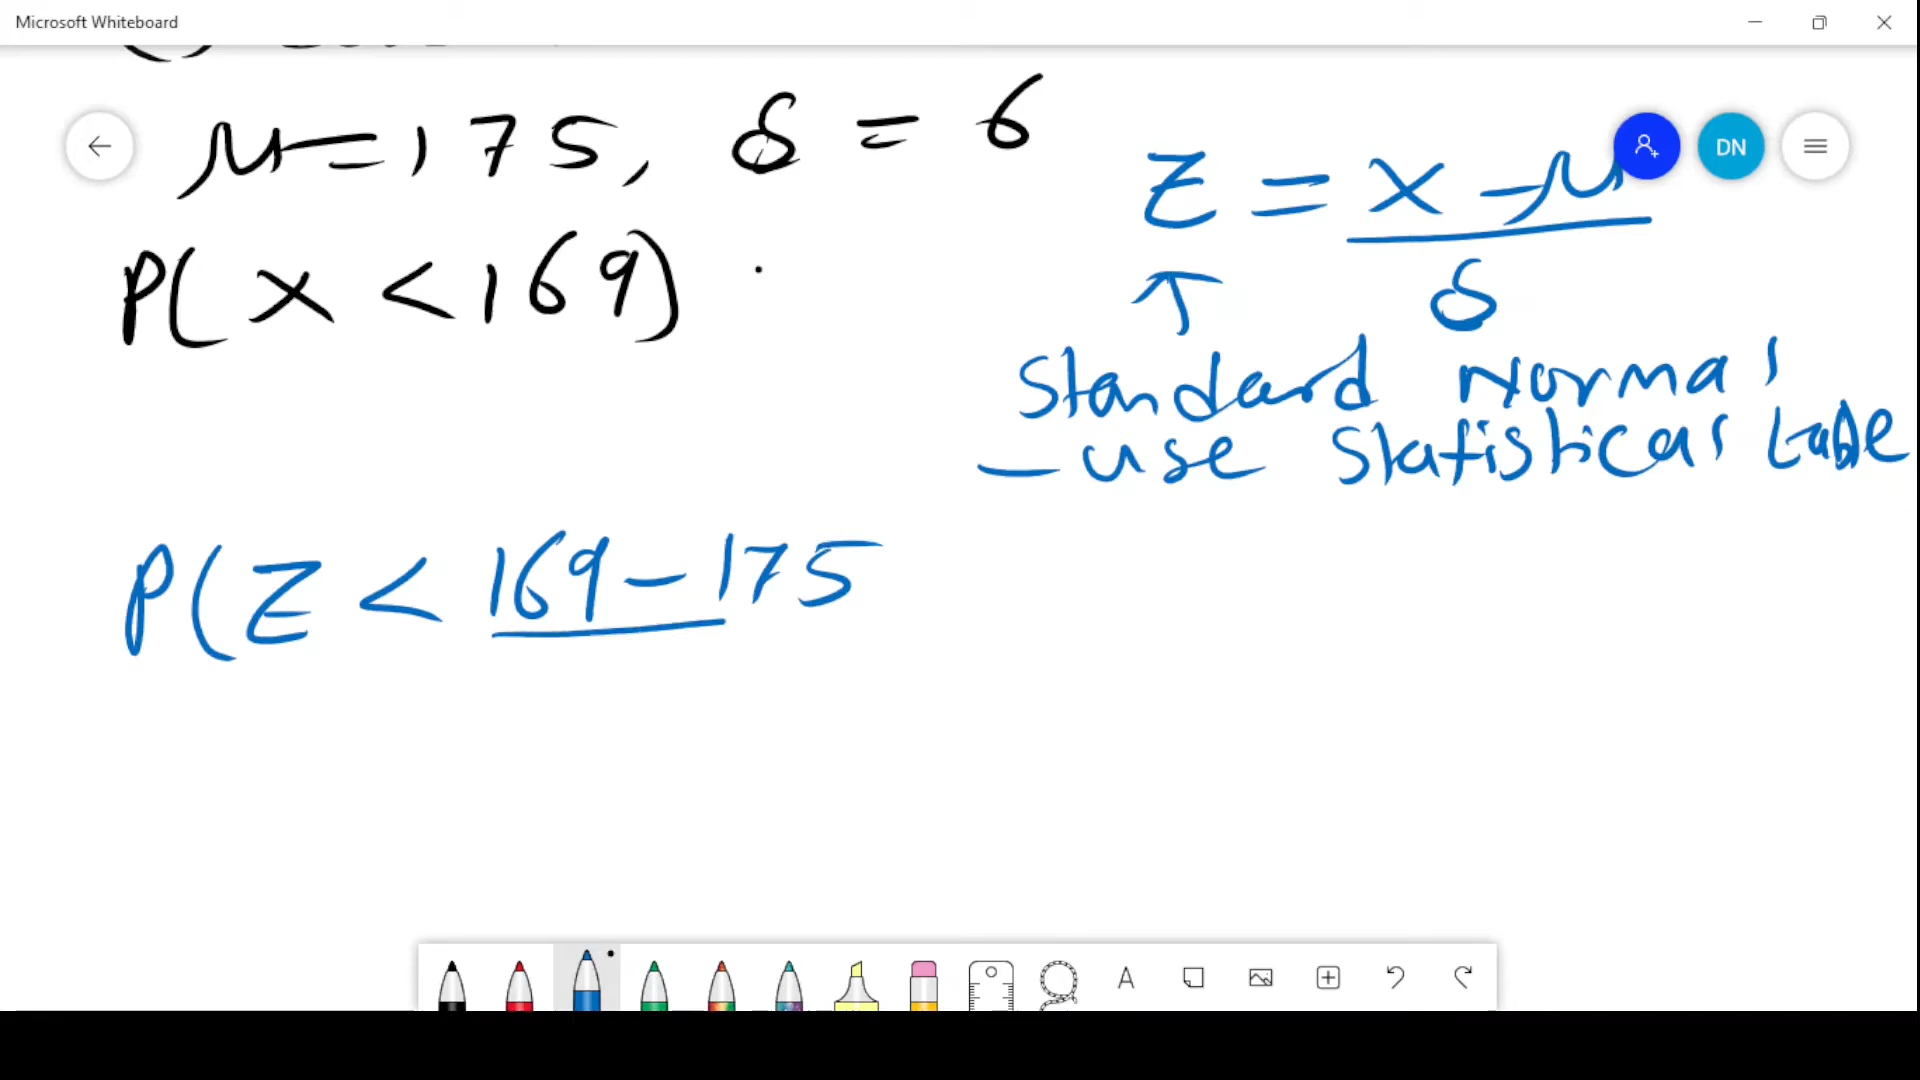 Microsoft Whiteboard
μ = 175, δ = 6
DN
Z = x - μ
δ
P( x < 169)
Standard Normal
- use Statistical table
P( Z < 169 - 175
A